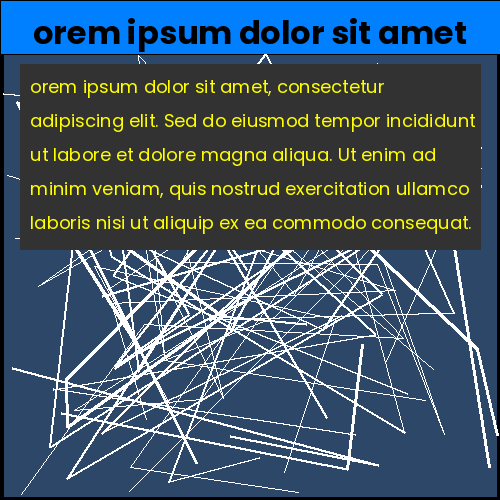 orem ipsum dolor sit amet
orem ipsum dolor sit amet, consectetur
adipiscing elit. Sed do eiusmod tempor incididunt
ut labore et dolore magna aliqua. Ut enim ad
minim veniam, quis nostrud exercitation ullamco
laboris nisi ut aliquip ex ea commodo consequat.